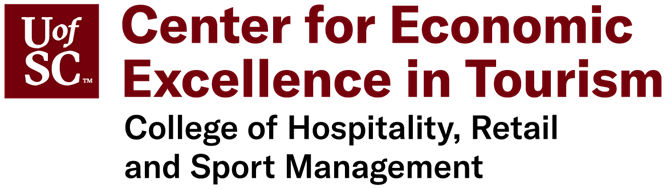 UofSC™
Center for Economic
Excellence in Tourism
College of Hospitality, Retail
and Sport Management